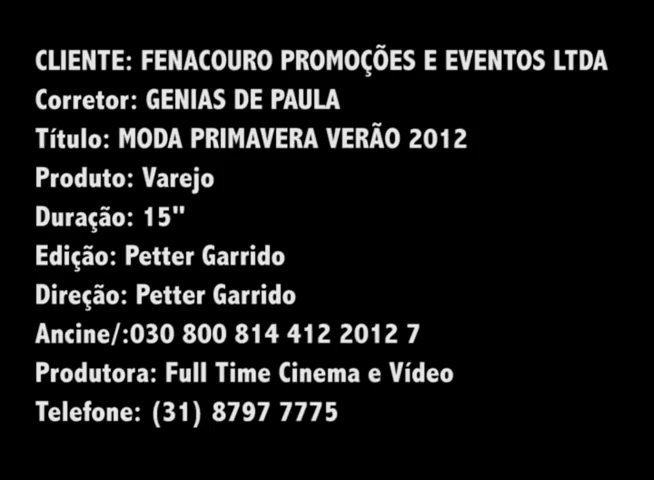 CLIENTE: FENACOURO PROMOÇÕES E EVENTOS LTDA
Corretor: GENIAS DE PAULA
Título: MODA PRIMAVERA VERÃO 2012
Produto: Varejo
Duração: 15"
Edição: Petter Garrido
Direção: Petter Garrido
Ancine/:030 800 814 412 2012 7
Produtora: Full Time Cinema e Vídeo
Telefone: (31) 8797 7775